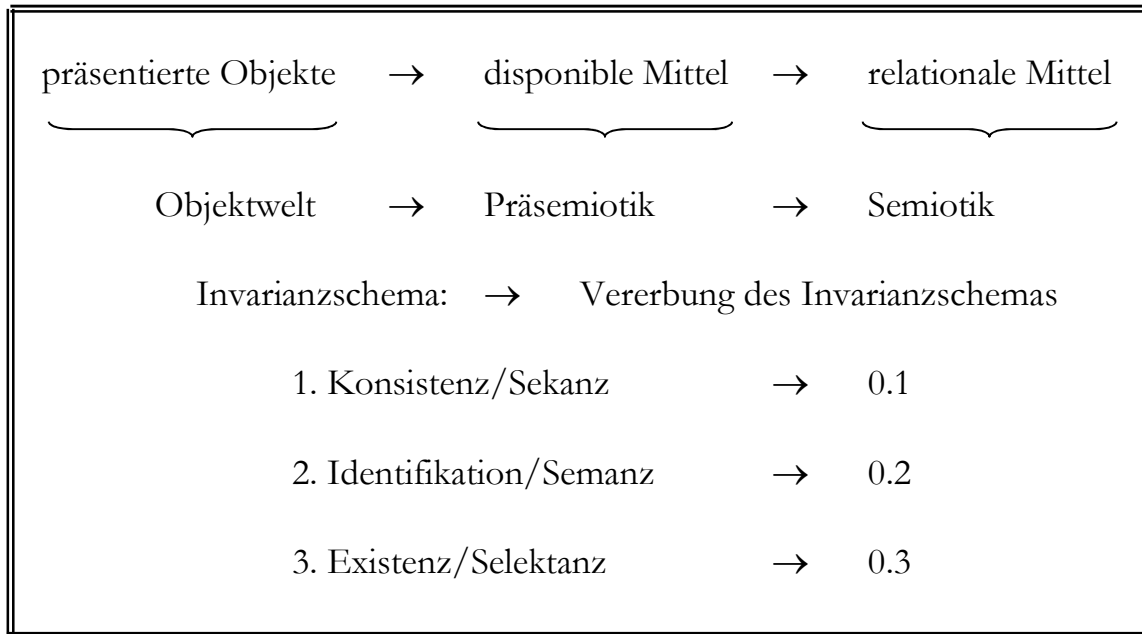 präsentierte Objekte → disponible Mittel → relationale Mittel
Objektwelt → Präsemiotik → Semiotik
Invarianzschema: → Vererbung des Invarianzschemas
1. Konsistenz/Sekanz → 0.1
2. Identifikation/Semanz → 0.2
3. Existenz/Selektanz → 0.3